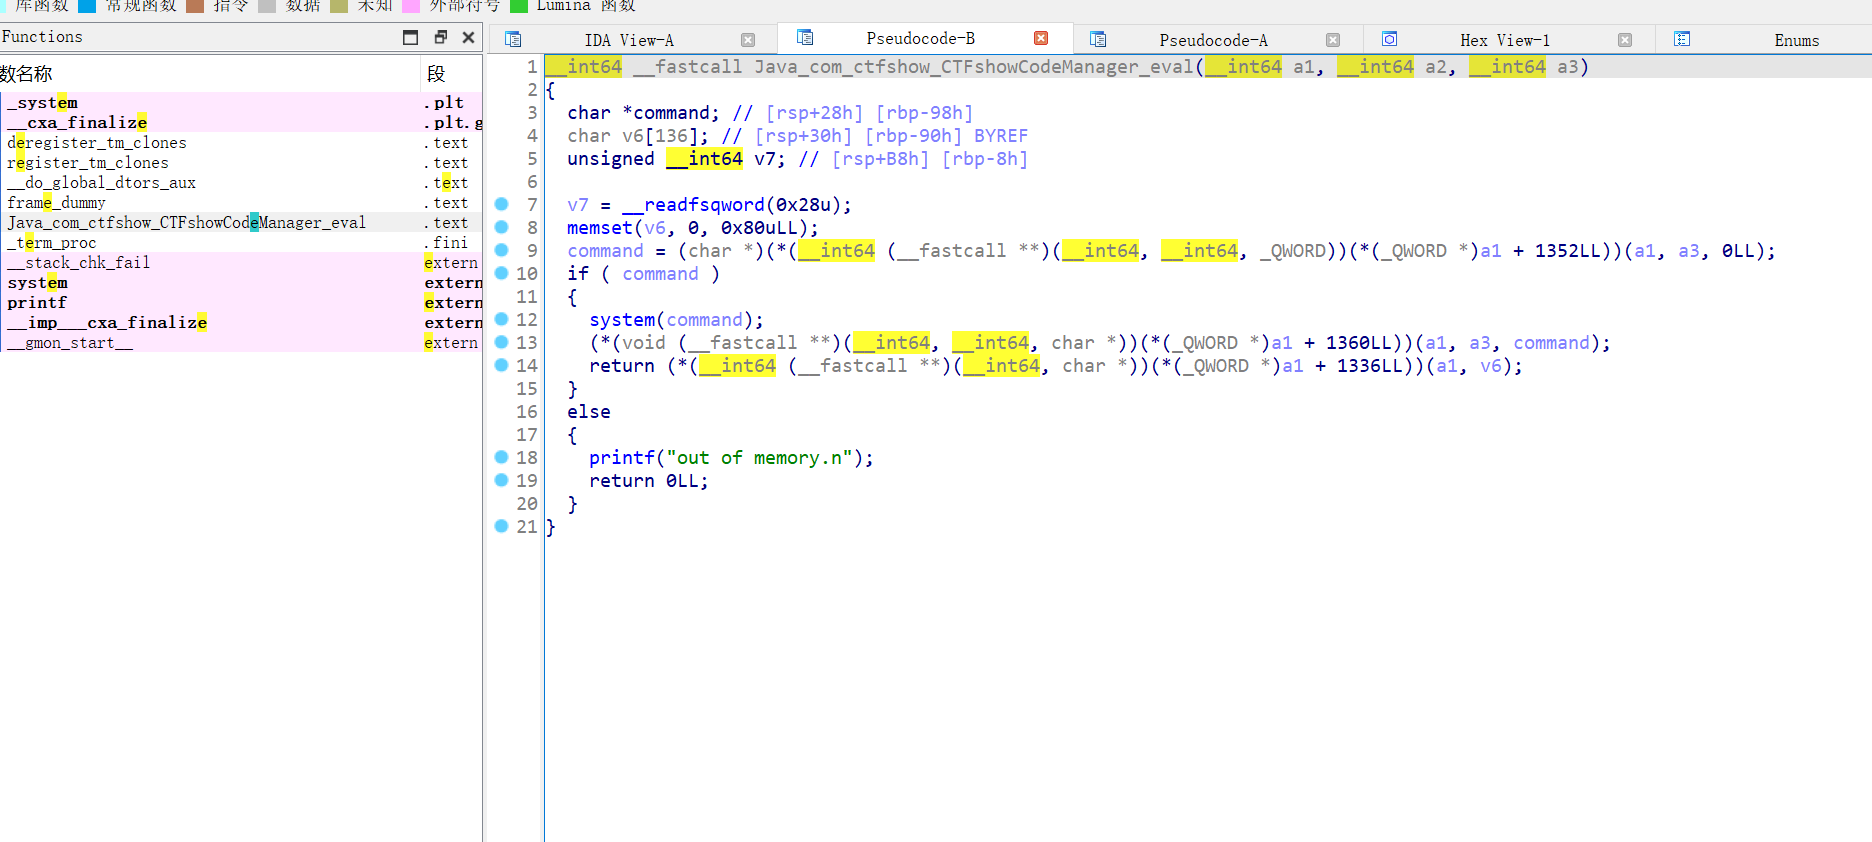 库函数 常规函数 指令 数据 未知 外部符号 Lumina 函数
Functions
数名称 段
_system .plt
__cxa_finalize .plt.g
deregister_tm_clones .text
register_tm_clones .text
__do_global_dtors_aux .text
frame_dummy .text
Java_com_ctfshow_CTFshowCodeManager_eval .text
_term_proc .fini
__stack_chk_fail extern
system extern
printf extern
__imp___cxa_finalize extern
__gmon_start__ extern
IDA View-A Pseudocode-B Pseudocode-A Hex View-1 Enums
1 __int64 __fastcall Java_com_ctfshow_CTFshowCodeManager_eval(__int64 a1, __int64 a2, __int64 a3)
2 {
3 char *command; // [rsp+28h] [rbp-98h]
4 char v6[136]; // [rsp+30h] [rbp-90h] BYREF
5 unsigned __int64 v7; // [rsp+B8h] [rbp-8h]
6
7 v7 = __readfsqword(0x28u);
8 memset(v6, 0, 0x80uLL);
9 command = (char *)(*(__int64 (__fastcall **)(__int64, __int64, _QWORD))(*(_QWORD *)a1 + 1352LL))(a1, a3, 0LL);
10 if ( command )
11 {
12 system(command);
13 (*(void (__fastcall **)(__int64, __int64, char *))(*(_QWORD *)a1 + 1360LL))(a1, a3, command);
14 return (*(__int64 (__fastcall **)(__int64, char *))(*(_QWORD *)a1 + 1336LL))(a1, v6);
15 }
16 else
17 {
18 printf("out of memory.n");
19 return 0LL;
20 }
21 }